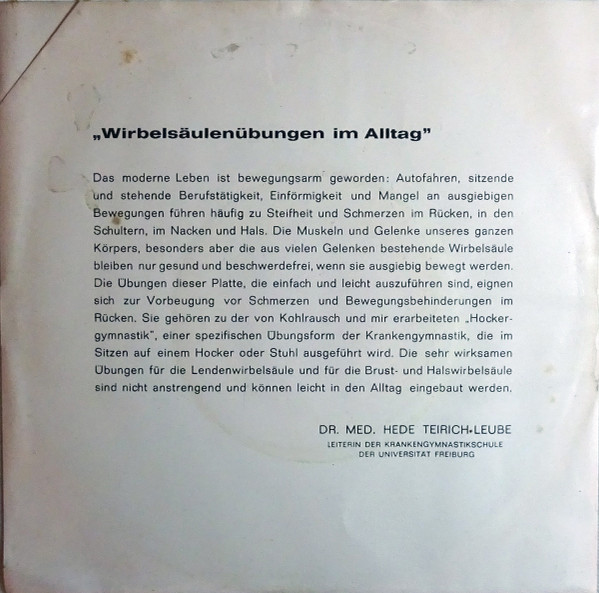 „Wirbelsäulenübungen im Alltag”
Das moderne Leben ist bewegungsarm geworden: Autofahren, sitzende
und stehende Berufstätigkeit, Einförmigkeit und Mangel an ausgiebigen
Bewegungen führen häufig zu Steifheit und Schmerzen im Rücken, in den
Schultern, im Nacken und Hals. Die Muskeln und Gelenke unseres ganzen
Körpers, besonders aber die aus vielen Gelenken bestehende Wirbelsäule
bleiben nur gesund und beschwerdefrei, wenn sie ausgiebig bewegt werden.
Die Übungen dieser Platte, die einfach und leicht auszuführen sind, eignen
sich zur Vorbeugung vor Schmerzen und Bewegungsbehinderungen im
Rücken. Sie gehören zu der von Kohlrausch und mir erarbeiteten „Hocker-
gymnastik”, einer spezifischen Übungsform der Krankengymnastik, die im
Sitzen auf einem Hocker oder Stuhl ausgeführt wird. Die sehr wirksamen
Übungen für die Lendenwirbelsäule und für die Brust- und Halswirbelsäule
sind nicht anstrengend und können leicht in den Alltag eingebaut werden.
DR. MED. HEDE TEIRICH-LEUBE
LEITERIN DER KRANKENGYMNASTIKSCHULE
DER UNIVERSITÄT FREIBURG